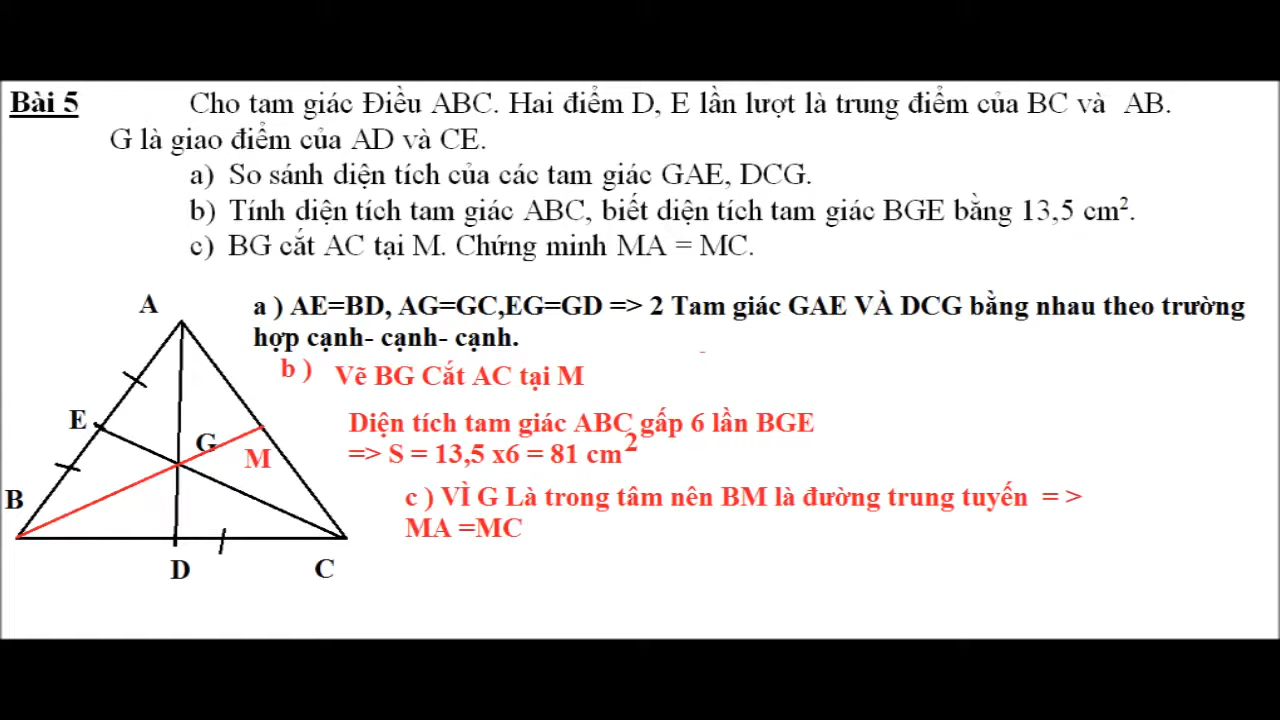 Bài 5 Cho tam giác Điều ABC. Hai điểm D, E lần lượt là trung điểm của BC và AB.
G là giao điểm của AD và CE.
a) So sánh diện tích của các tam giác GAE, DCG.
b) Tính diện tích tam giác ABC, biết diện tích tam giác BGE bằng 13,5 cm².
c) BG cắt AC tại M. Chứng minh MA = MC.
A
a ) AE=BD, AG=GC,EG=GD => 2 Tam giác GAE VÀ DCG bằng nhau theo trường
hợp cạnh- cạnh- cạnh.
b ) Vẽ BG Cắt AC tại M
E
Diện tích tam giác ABC gấp 6 lần BGE
G
=> S = 13,5 x6 = 81 cm²
M
B
c ) VÌ G Là trong tâm nên BM là đường trung tuyến = >
MA =MC
D
C